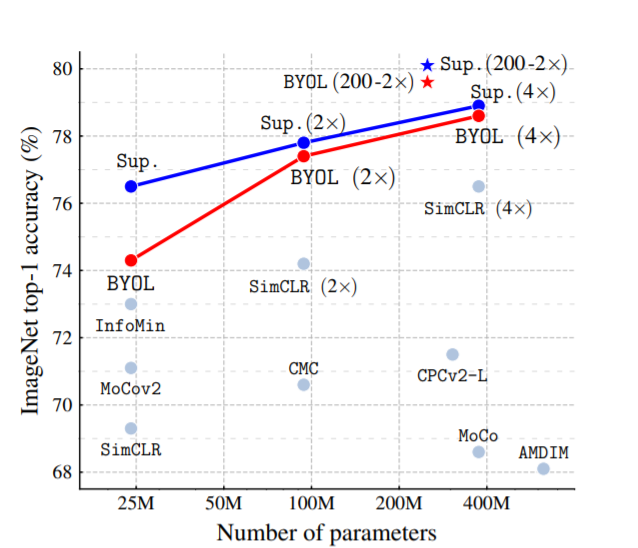 80
78
76
74
72
70
68
ImageNet top-1 accuracy (%)
Sup.(200-2×)
BYOL (200-2×)
Sup.(4×)
Sup.(2×)
BYOL (4×)
Sup.
BYOL (2×)
SimCLR (4×)
BYOL
SimCLR (2×)
InfoMin
CMC
CPCv2-L
MoCov2
MoCo
SimCLR
AMDIM
25M 50M 100M 200M 400M
Number of parameters